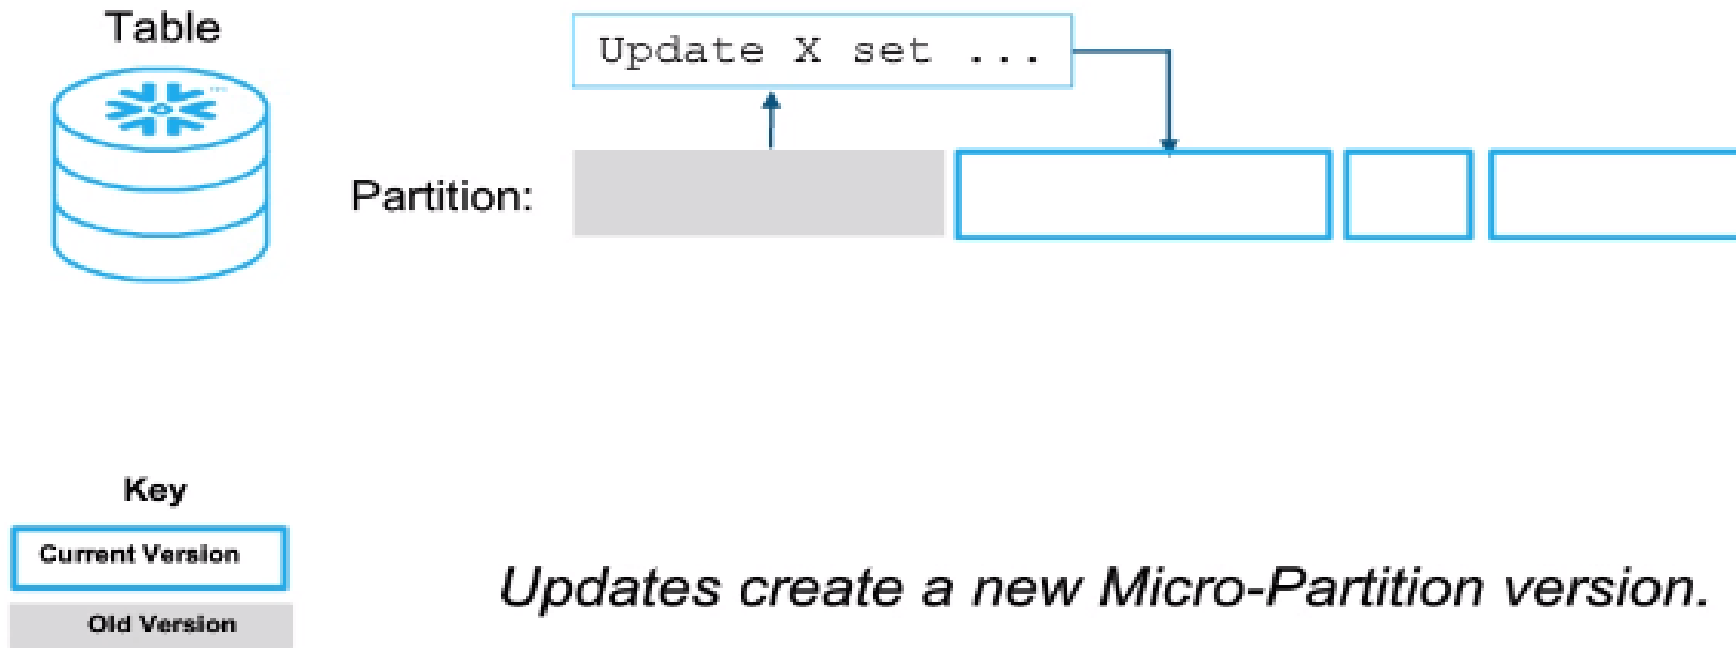 Table
Update X set ...
Partition:
Key
Current Version
Old Version
Updates create a new Micro-Partition version.